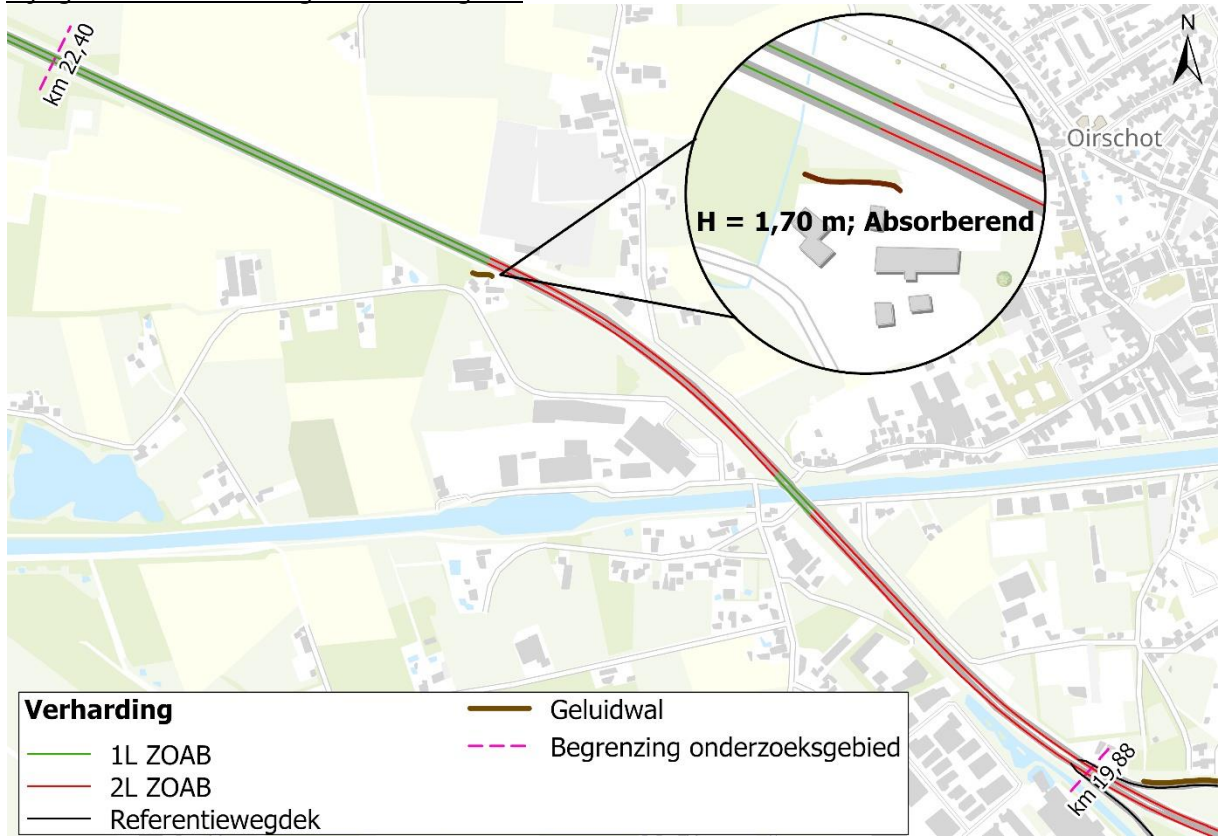 km 22,40
N
Oirschot
H = 1,70 m; Absorberend
km 19,88
Verharding
1L ZOAB
2L ZOAB
Referentiewegdek
Geluidwal
Begrenzing onderzoeksgebied